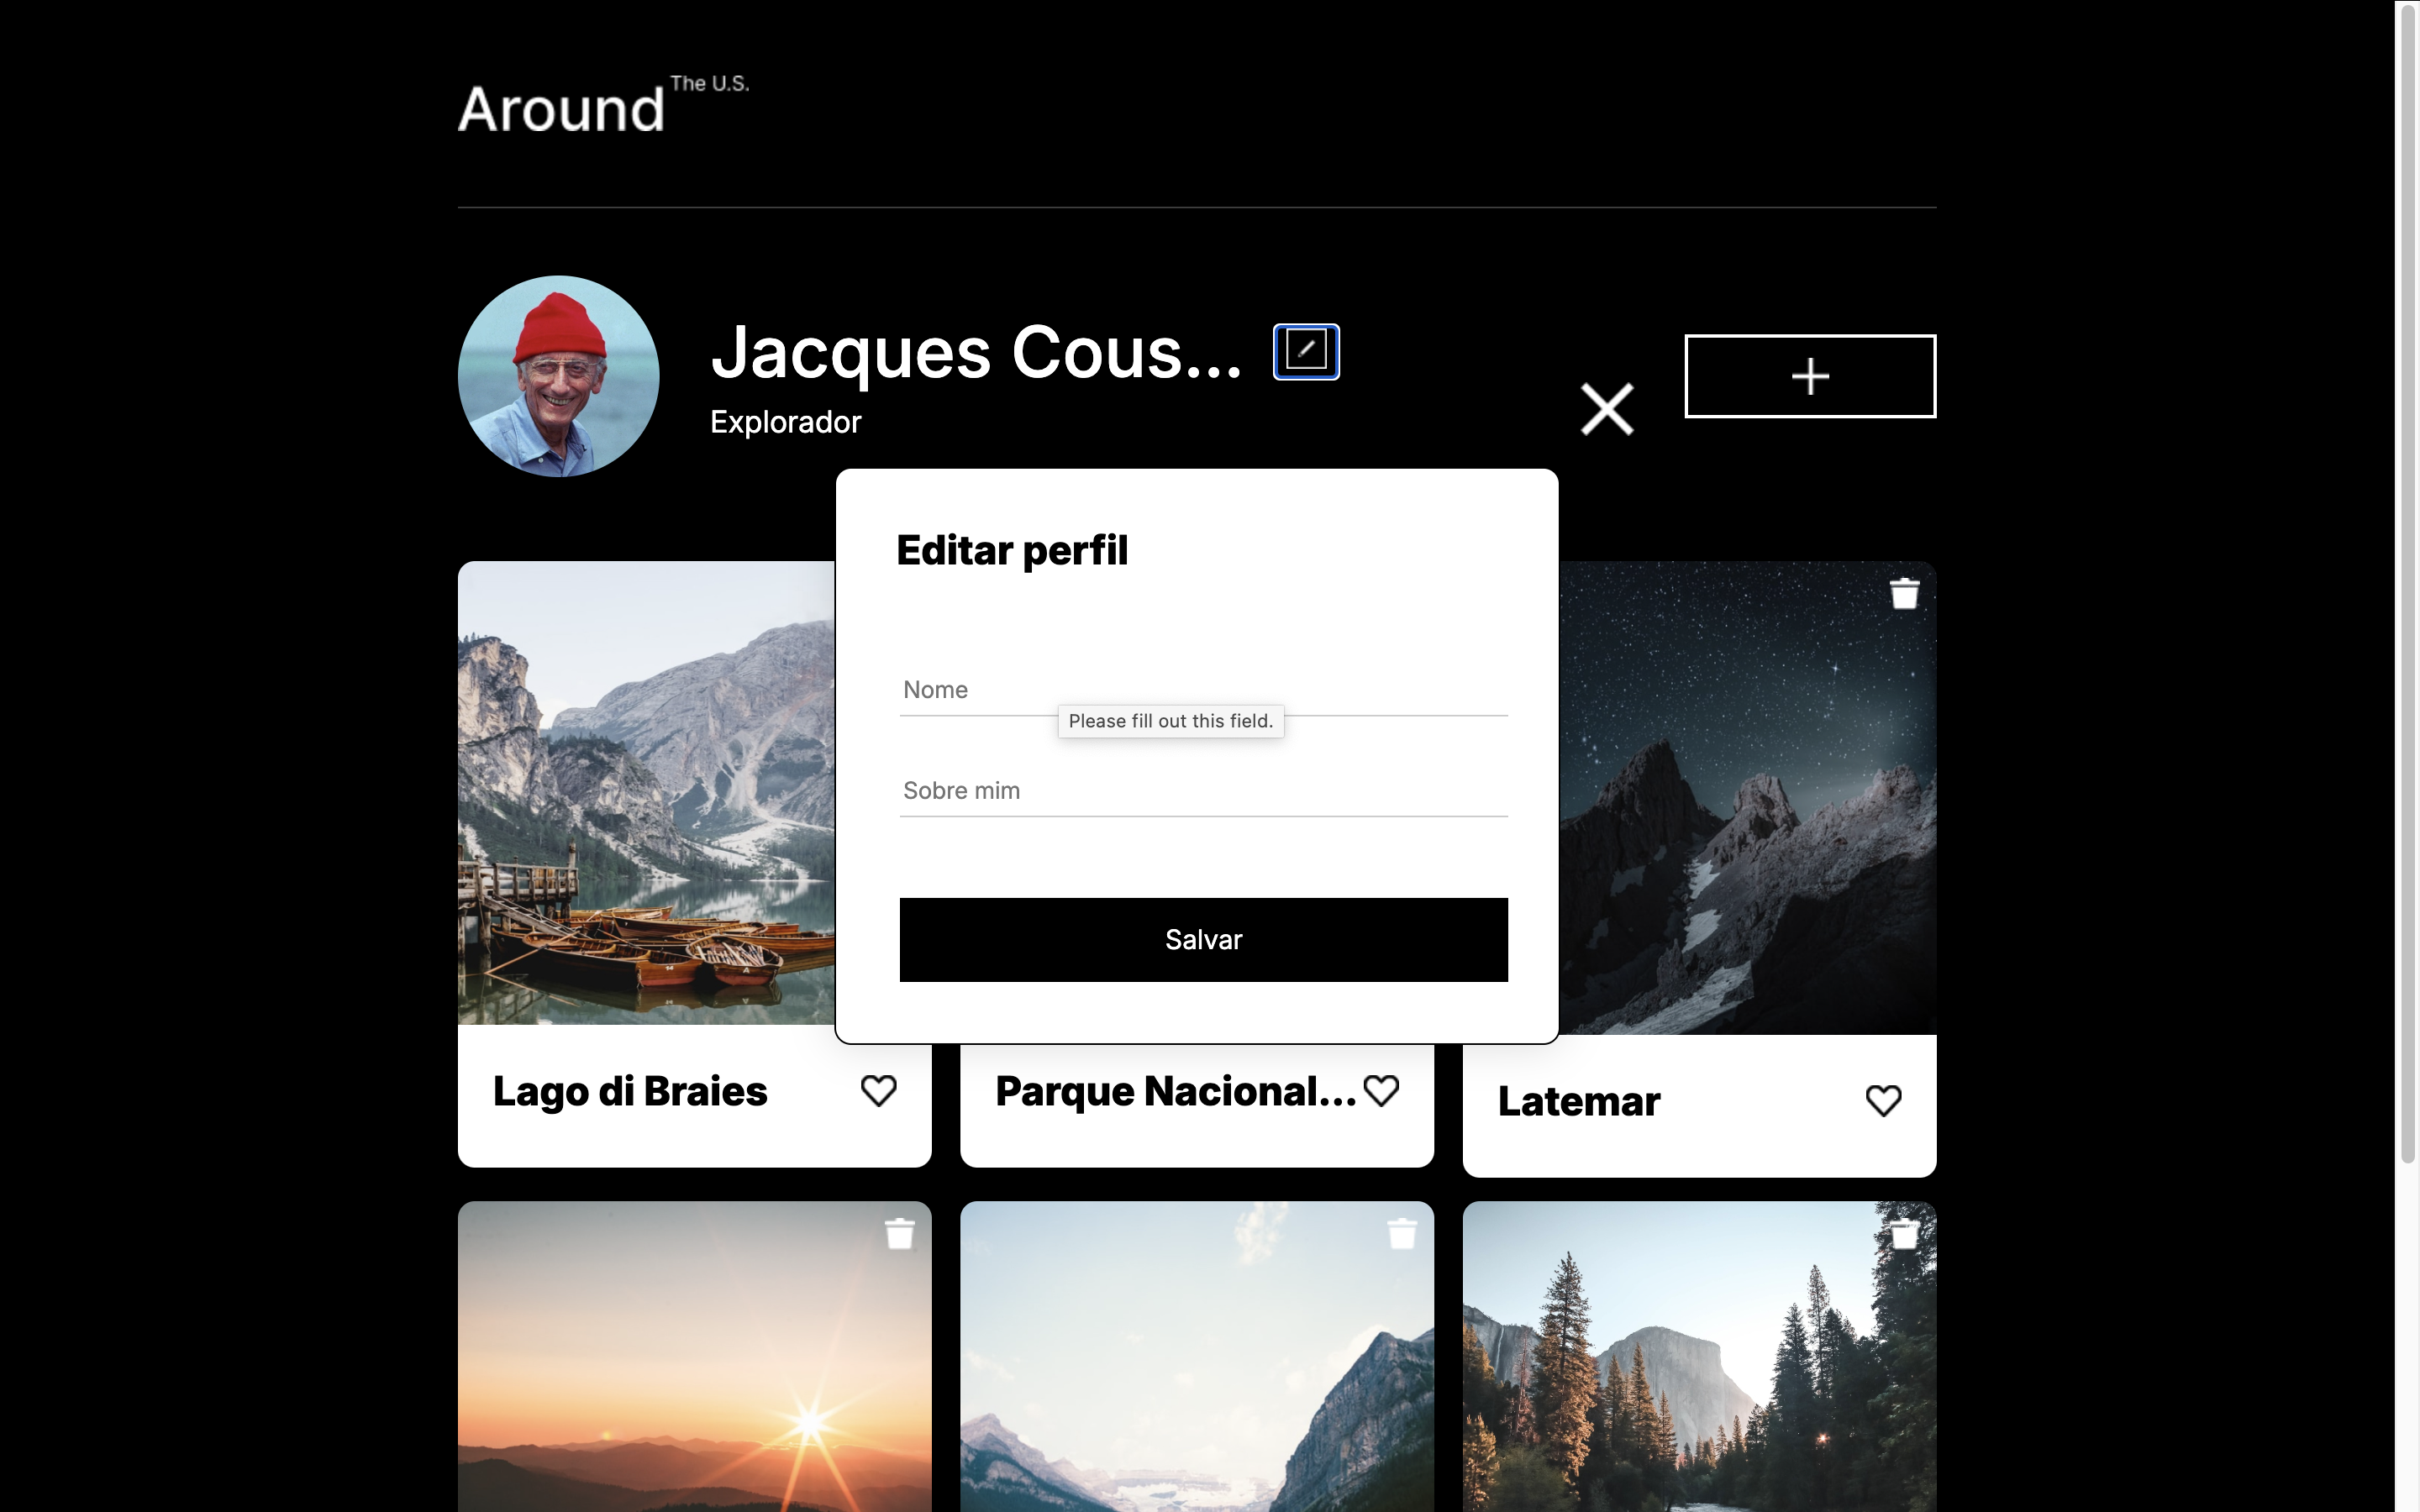 Around The U.S.
Jacques Cous...
Explorador
Editar perfil
Nome
Please fill out this field.
Sobre mim
Salvar
Lago di Braies
Parque Nacional...
Latemar